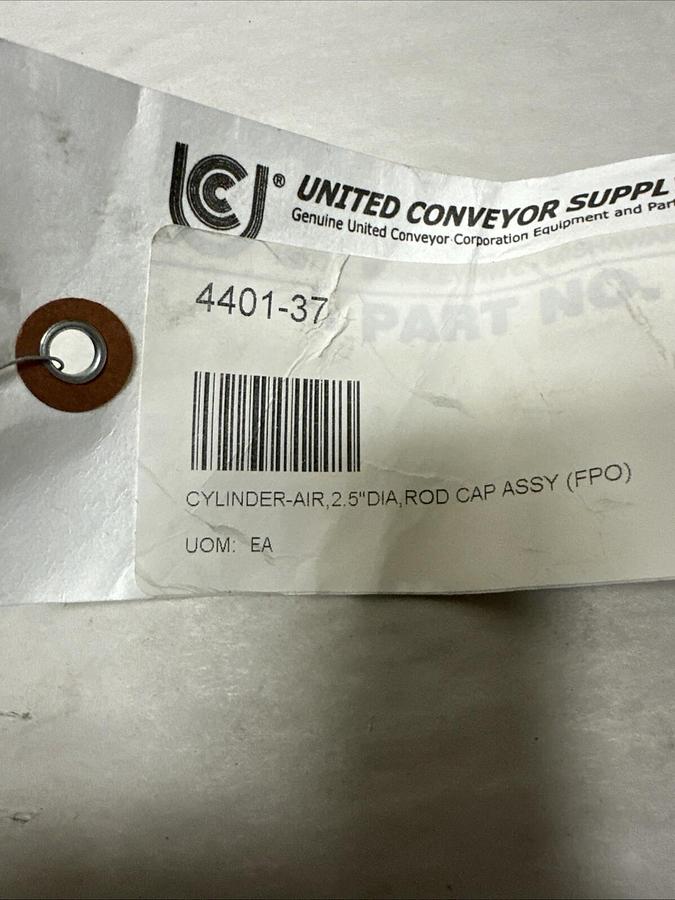 UCC® UNITED CONVEYOR SUPPL
Genuine United Conveyor Corporation Equipment and Par
PART NO.
4401-37
CYLINDER-AIR,2.5"DIA,ROD CAP ASSY (FPO)
UOM: EA